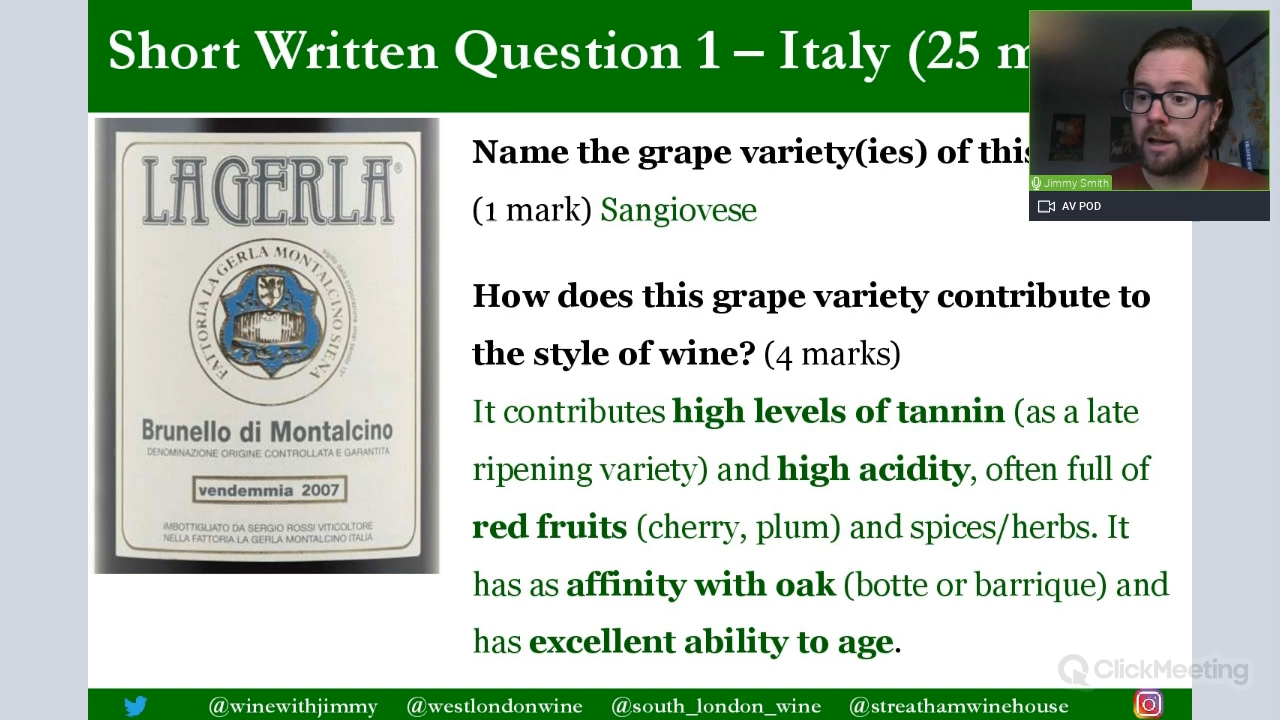 Short Written Question 1 – Italy (25 m
Jimmy Smith
AV POD
LA GERLA®
FATTORIA LA GERLA MONTALCINO SIENA
Brunello di Montalcino
DENOMINAZIONE ORIGINE CONTROLLATA E GARANTITA
vendemmia 2007
IMBOTTIGLIATO DA SERGIO ROSSI VITICOLTORE
NELLA FATTORIA LA GERLA MONTALCINO ITALIA
Name the grape variety(ies) of this
(1 mark) Sangiovese
How does this grape variety contribute to
the style of wine? (4 marks)
It contributes high levels of tannin (as a late
ripening variety) and high acidity, often full of
red fruits (cherry, plum) and spices/herbs. It
has as affinity with oak (botte or barrique) and
has excellent ability to age.
ClickMeeting
@winewithjimmy @westlondonwine @south_london_wine @streathamwinehouse